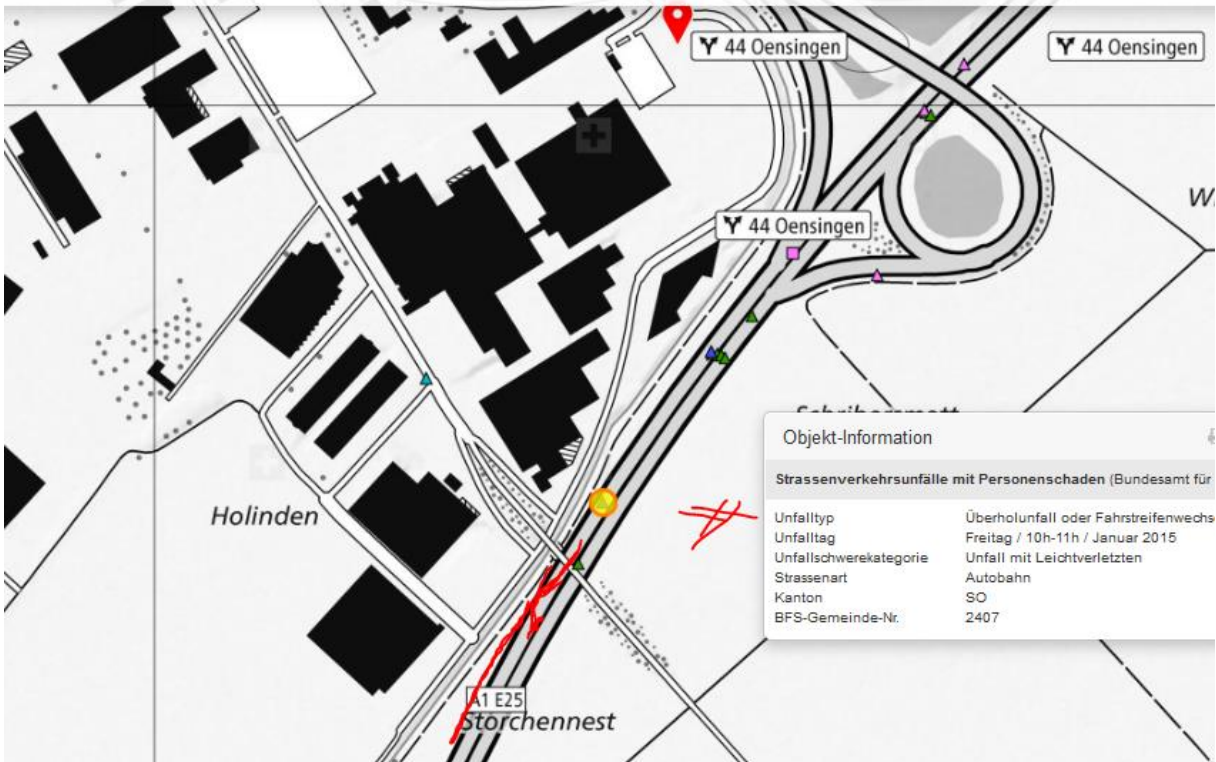 44 Oensingen
44 Oensingen
44 Oensingen
Holinden
A1 E25
Storchennest
Objekt-Information
Strassenverkehrsunfälle mit Personenschaden (Bundesamt für
Unfalltyp Überholunfall oder Fahrstreifenwechse
Unfalltag Freitag / 10h-11h / Januar 2015
Unfallschwerekategorie Unfall mit Leichtverletzten
Strassenart Autobahn
Kanton SO
BFS-Gemeinde-Nr. 2407